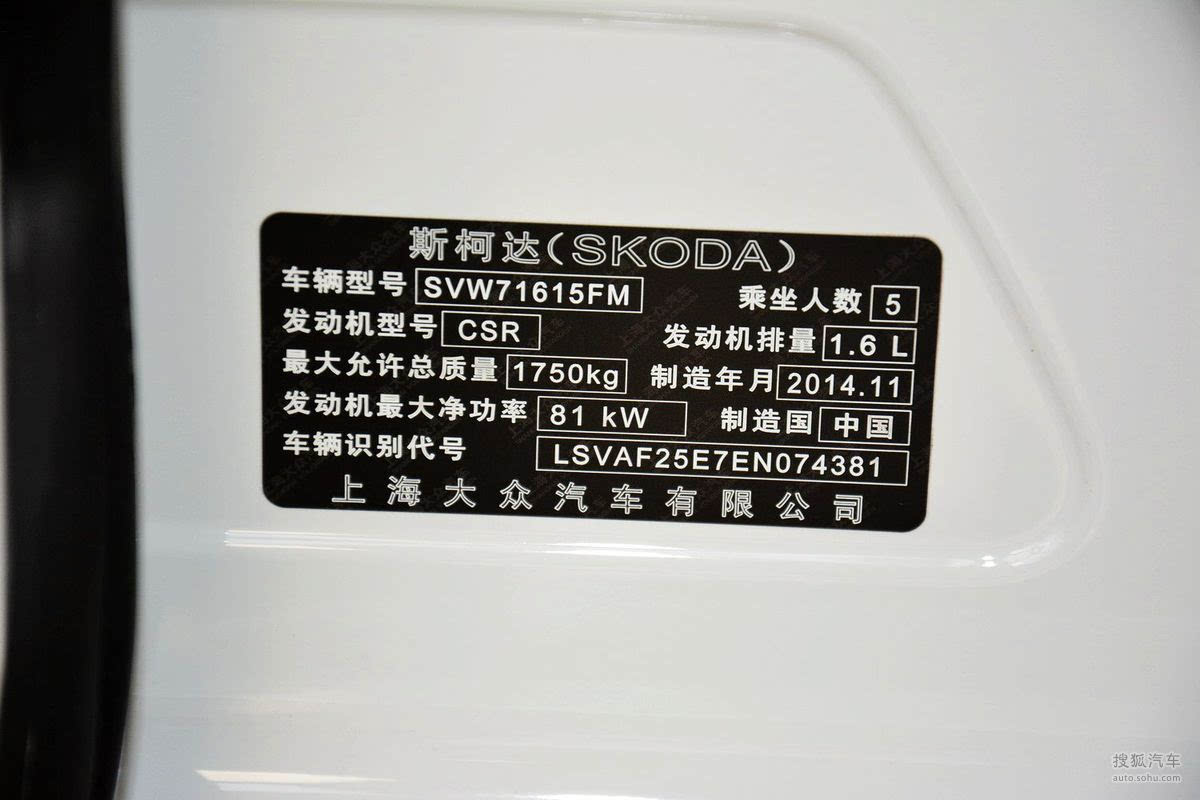 斯柯达(SKODA)
车辆型号 SVW71615FM 乘坐人数 5
发动机型号 CSR 发动机排量 1.6 L
最大允许总质量 1750kg 制造年月 2014.11
发动机最大净功率 81 kW 制造国 中国
车辆识别代号 LSVAF25E7EN074381
上海大众汽车有限公司
搜狐汽车
auto.sohu.com